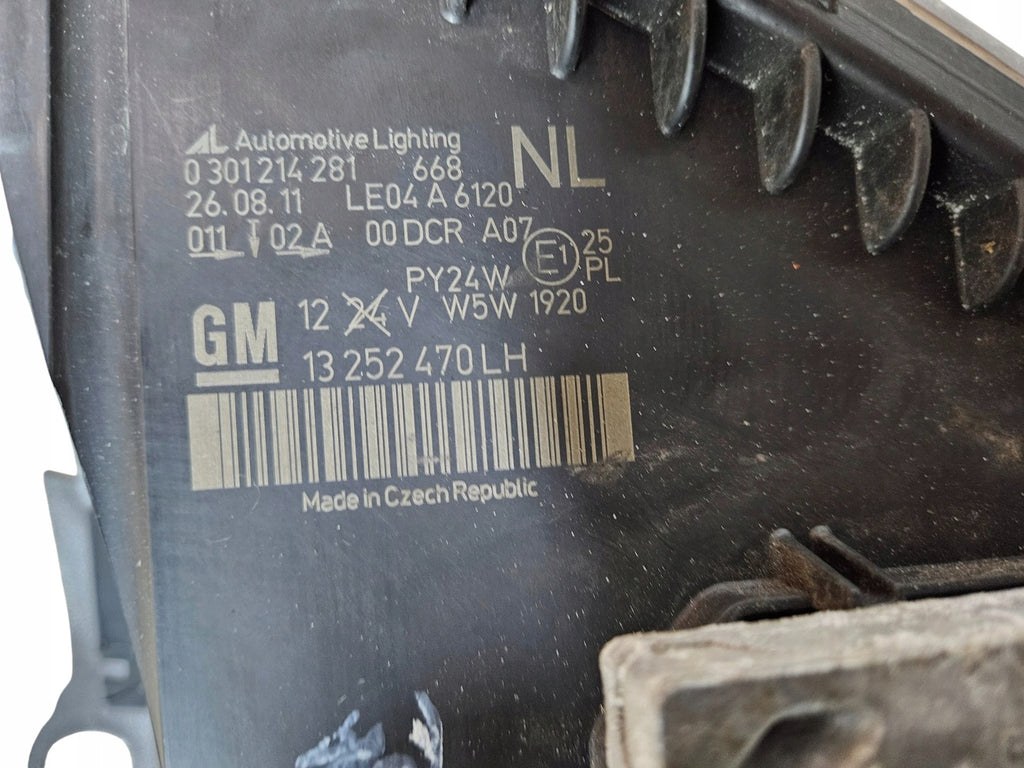 AL Automotive Lighting NL
0 301 214 281 668
26.08.11 LE04 A 6120
011 02 A 00 DCR A07 E1 25 PL
PY24W
GM 12 24 V W5W 1920
13 252 470 LH
Made in Czech Republic